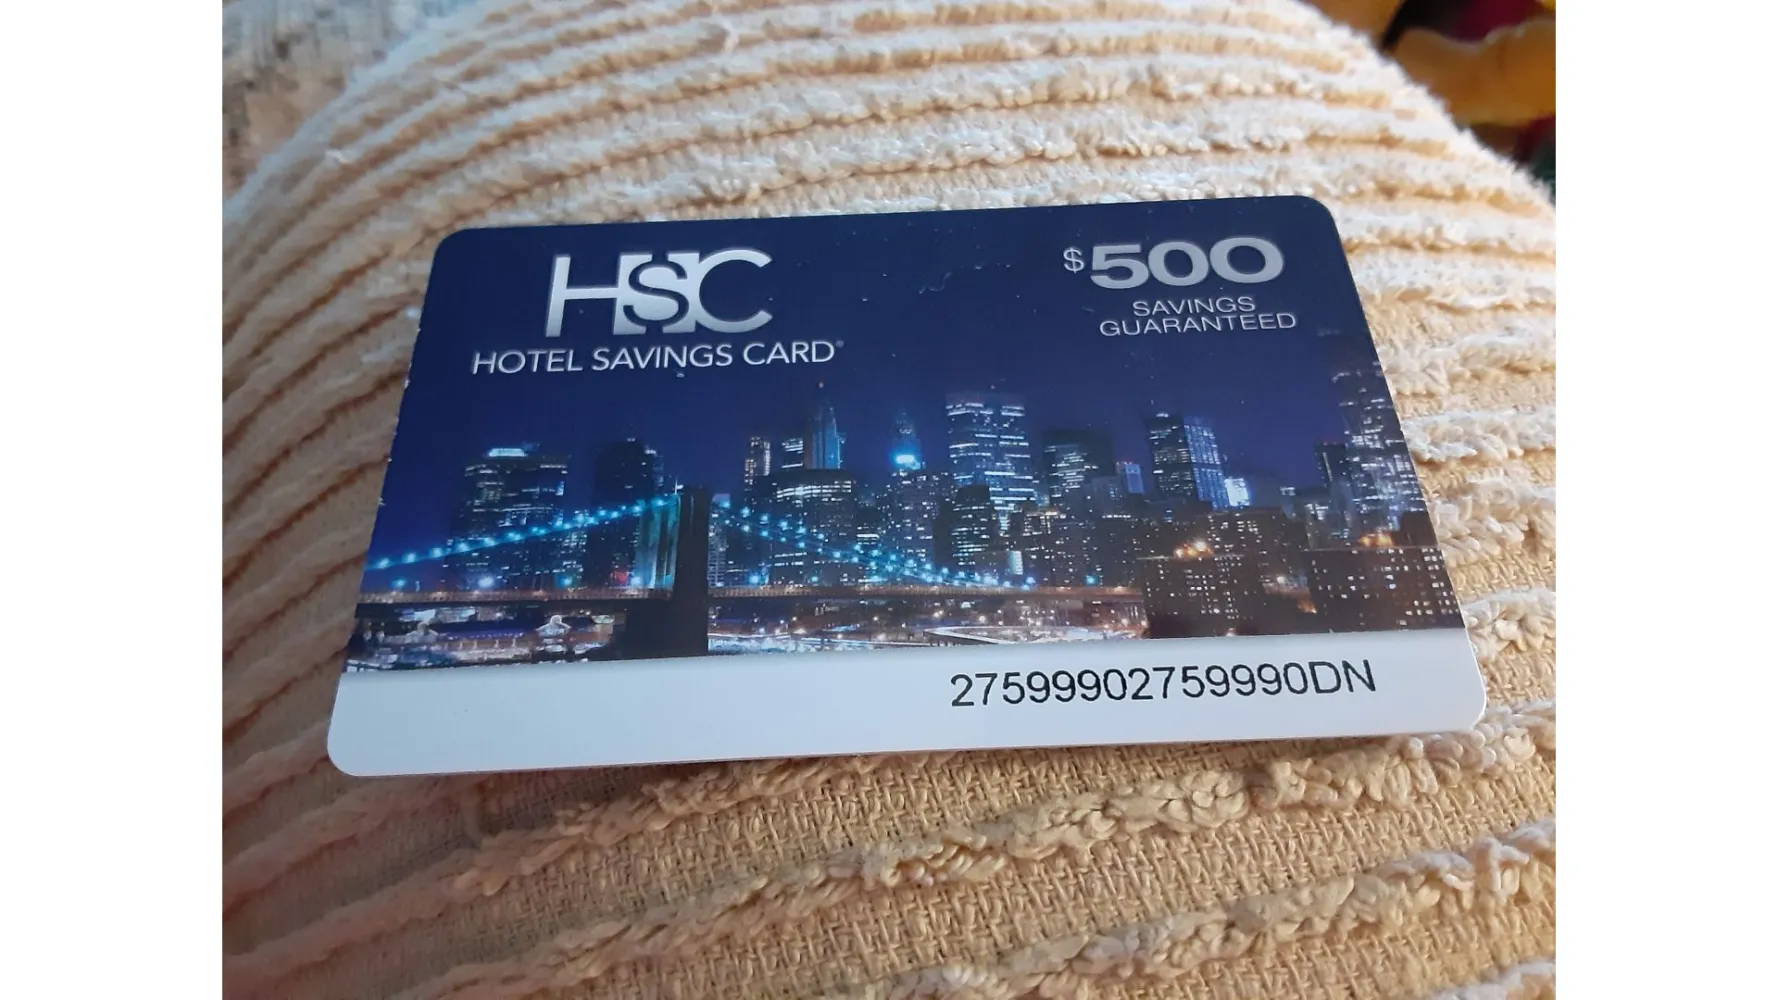 HSC
HOTEL SAVINGS CARD®
$500
SAVINGS
GUARANTEED
27599902759990DN